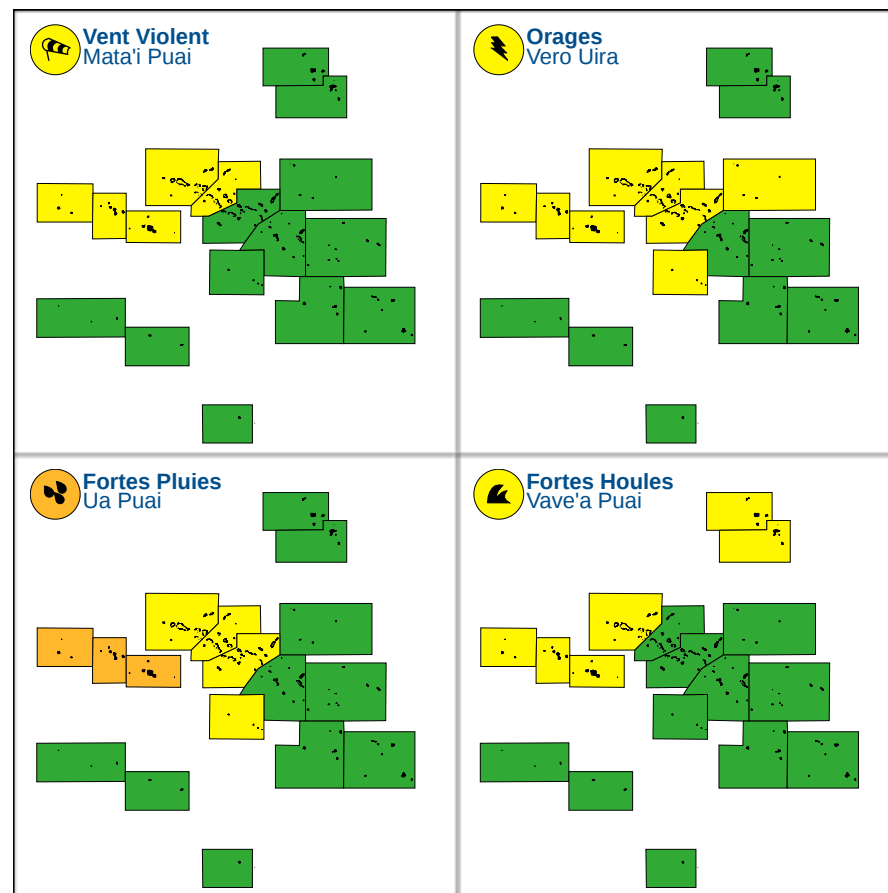 Vent Violent
Mata'i Puai
Orages
Vero Uira
Fortes Pluies
Ua Puai
Fortes Houles
Vave'a Puai